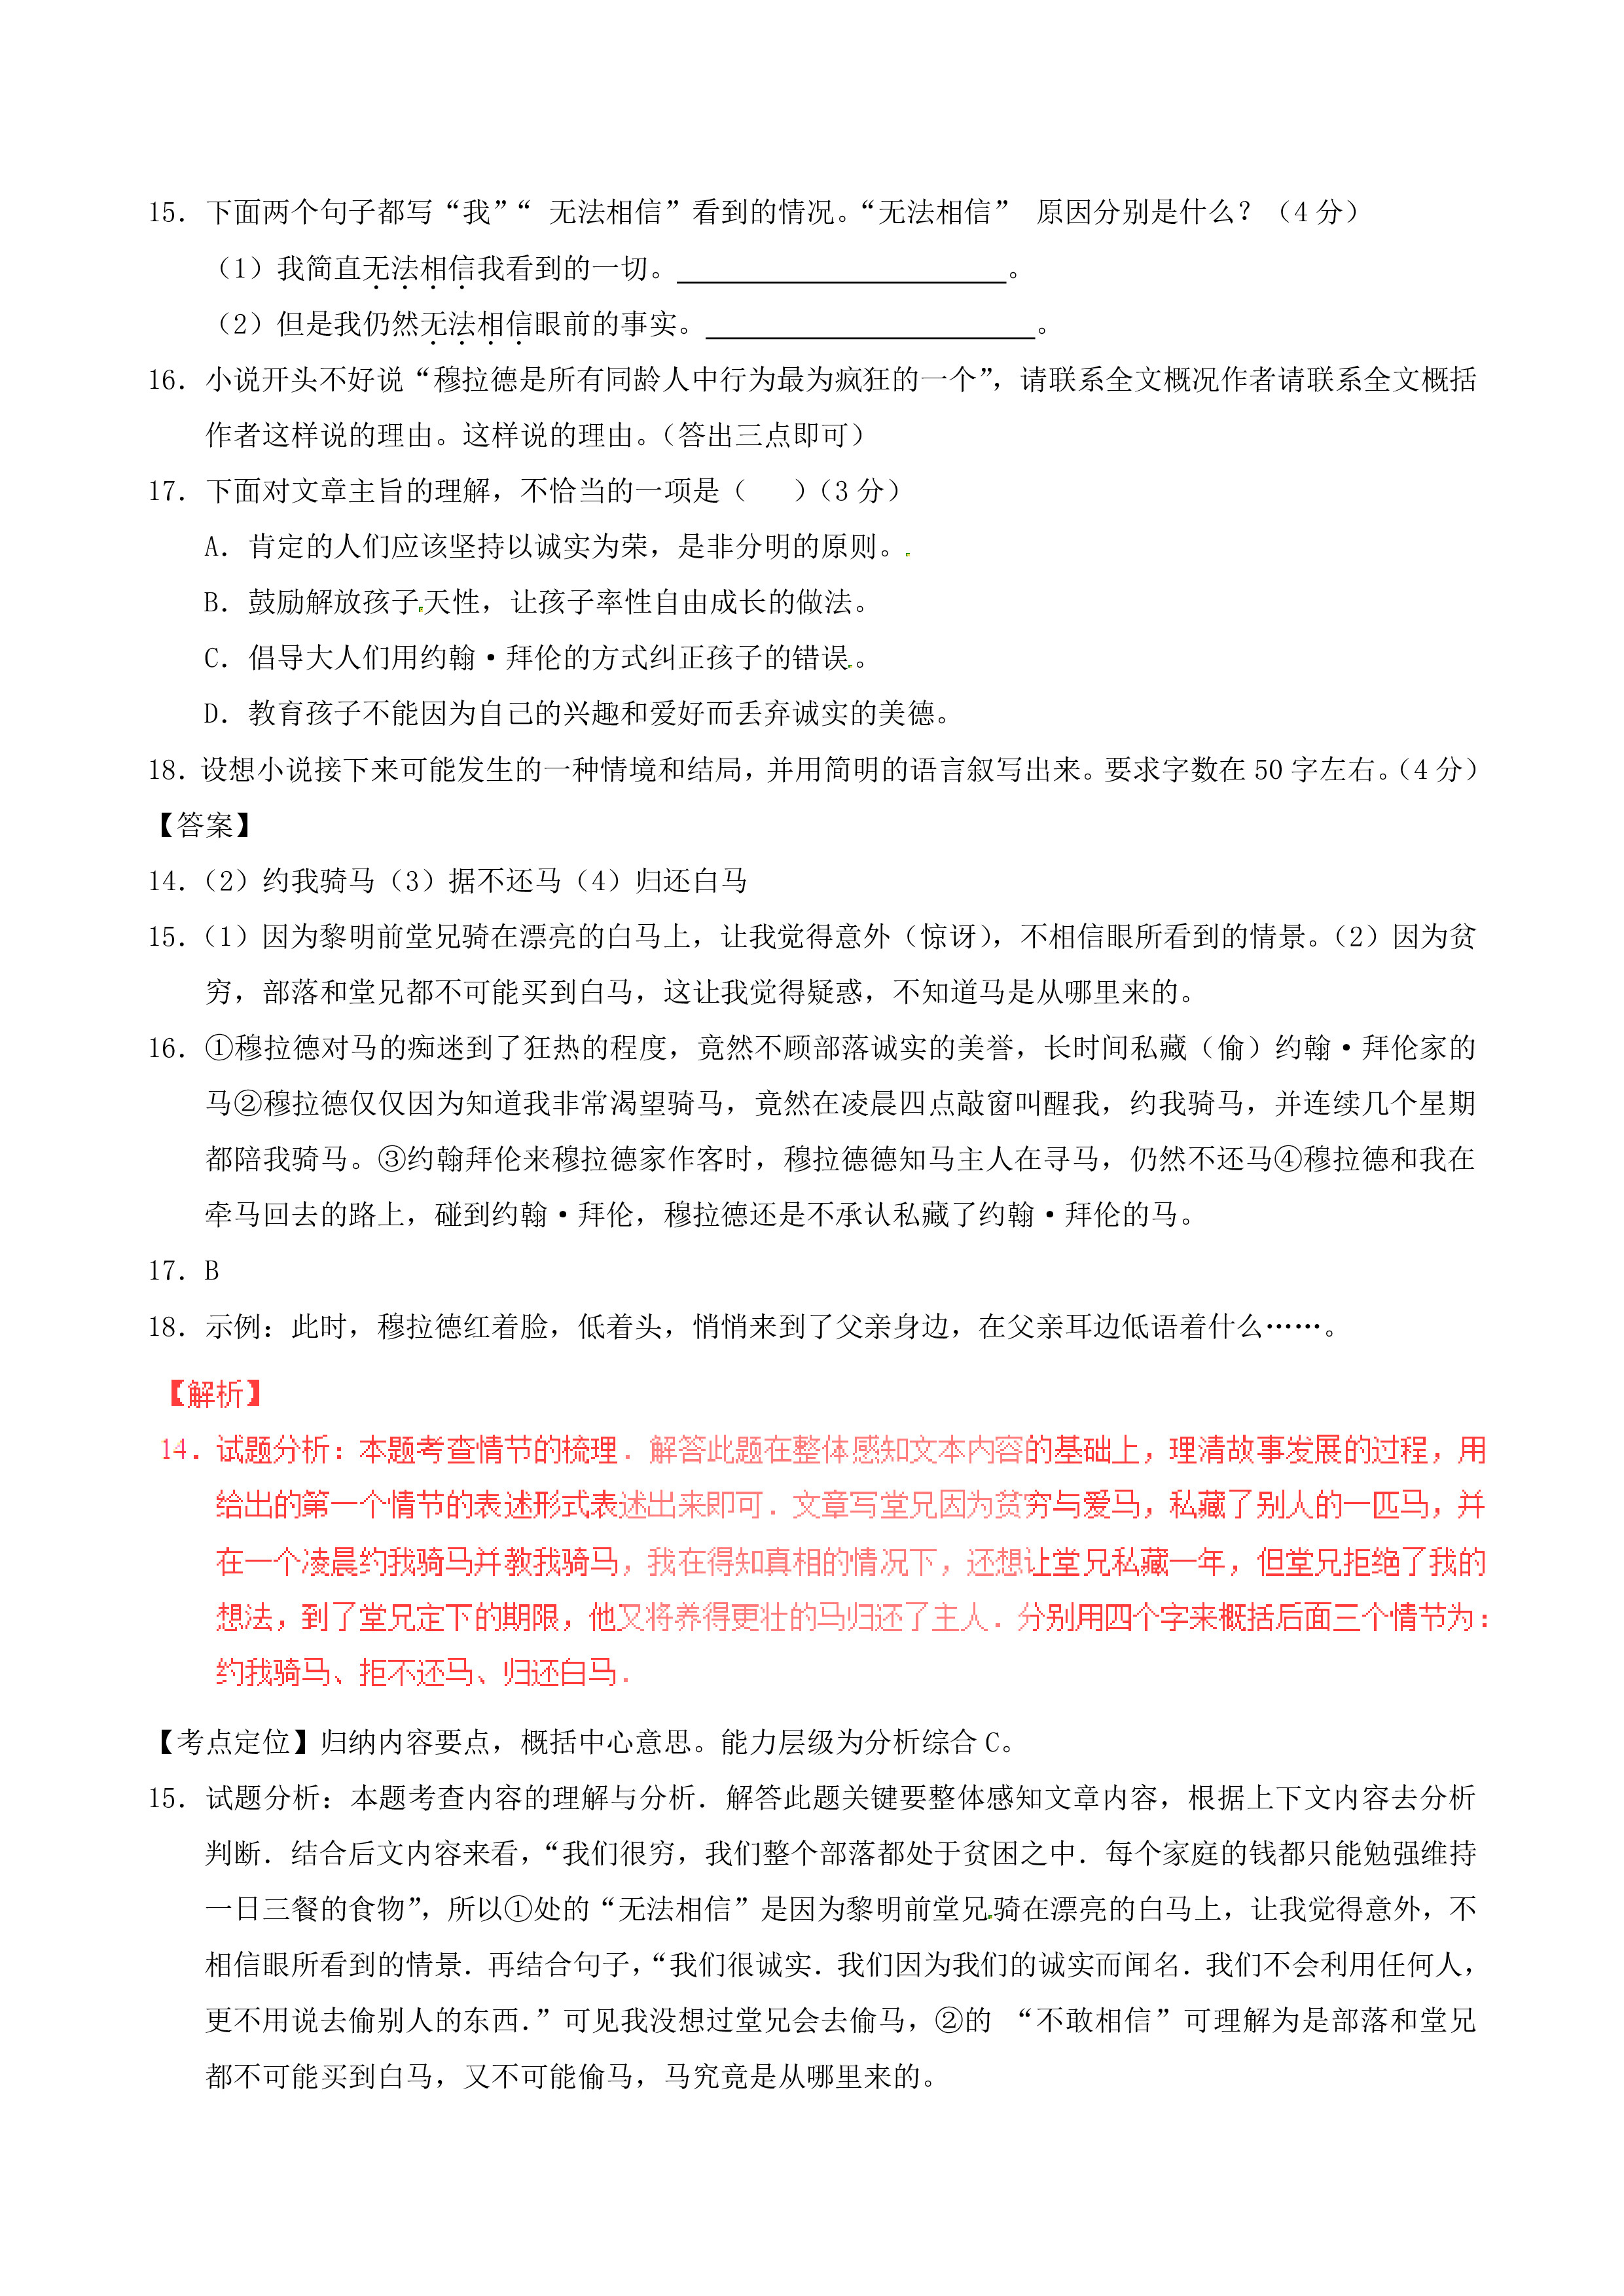 15．下面两个句子都写“我”“ 无法相信”看到的情况。“无法相信” 原因分别是什么？（4 分）
（1）我简直无法相信我看到的一切。______________________。
（2）但是我仍然无法相信眼前的事实。______________________。
16．小说开头不好说“穆拉德是所有同龄人中行为最为疯狂的一个”，请联系全文概况作者请联系全文概括
作者这样说的理由。这样说的理由。（答出三点即可）
17．下面对文章主旨的理解，不恰当的一项是（　）（3 分）
A．肯定的人们应该坚持以诚实为荣，是非分明的原则。
B．鼓励解放孩子天性，让孩子率性自由成长的做法。
C．倡导大人们用约翰·拜伦的方式纠正孩子的错误。
D．教育孩子不能因为自己的兴趣和爱好而丢弃诚实的美德。
18．设想小说接下来可能发生的一种情境和结局，并用简明的语言叙写出来。要求字数在 50 字左右。（4 分）
【答案】
14．（2）约我骑马（3）据不还马（4）归还白马
15．（1）因为黎明前堂兄骑在漂亮的白马上，让我觉得意外（惊讶），不相信眼所看到的情景。（2）因为贫
穷，部落和堂兄都不可能买到白马，这让我觉得疑惑，不知道马是从哪里来的。
16．①穆拉德对马的痴迷到了狂热的程度，竟然不顾部落诚实的美誉，长时间私藏（偷）约翰·拜伦家的
马②穆拉德仅仅因为知道我非常渴望骑马，竟然在凌晨四点敲窗叫醒我，约我骑马，并连续几个星期
都陪我骑马。③约翰拜伦来穆拉德家作客时，穆拉德德知马主人在寻马，仍然不还马④穆拉德和我在
牵马回去的路上，碰到约翰·拜伦，穆拉德还是不承认私藏了约翰·拜伦的马。
17．B
18．示例：此时，穆拉德红着脸，低着头，悄悄来到了父亲身边，在父亲耳边低语着什么……。
【解析】
14．试题分析：本题考查情节的梳理．解答此题在整体感知文本内容的基础上，理清故事发展的过程，用
给出的第一个情节的表述形式表述出来即可．文章写堂兄因为贫穷与爱马，私藏了别人的一匹马，并
在一个凌晨约我骑马并教我骑马，我在得知真相的情况下，还想让堂兄私藏一年，但堂兄拒绝了我的
想法，到了堂兄定下的期限，他又将养得更壮的马归还了主人．分别用四个字来概括后面三个情节为：
约我骑马、拒不还马、归还白马．
【考点定位】归纳内容要点，概括中心意思。能力层级为分析综合 C。
15．试题分析：本题考查内容的理解与分析．解答此题关键要整体感知文章内容，根据上下文内容去分析
判断．结合后文内容来看，“我们很穷，我们整个部落都处于贫困之中．每个家庭的钱都只能勉强维持
一日三餐的食物”，所以①处的“无法相信”是因为黎明前堂兄骑在漂亮的白马上，让我觉得意外，不
相信眼所看到的情景．再结合句子，“我们很诚实．我们因为我们的诚实而闻名．我们不会利用任何人，
更不用说去偷别人的东西．”可见我没想过堂兄会去偷马，②的 “不敢相信”可理解为是部落和堂兄
都不可能买到白马，又不可能偷马，马究竟是从哪里来的。